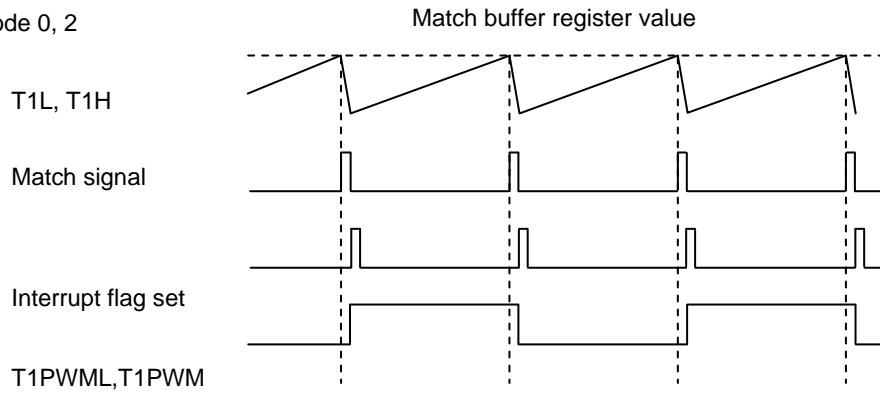 ode 0, 2
Match buffer register value
T1L, T1H
Match signal
Interrupt flag set
T1PWML,T1PWM